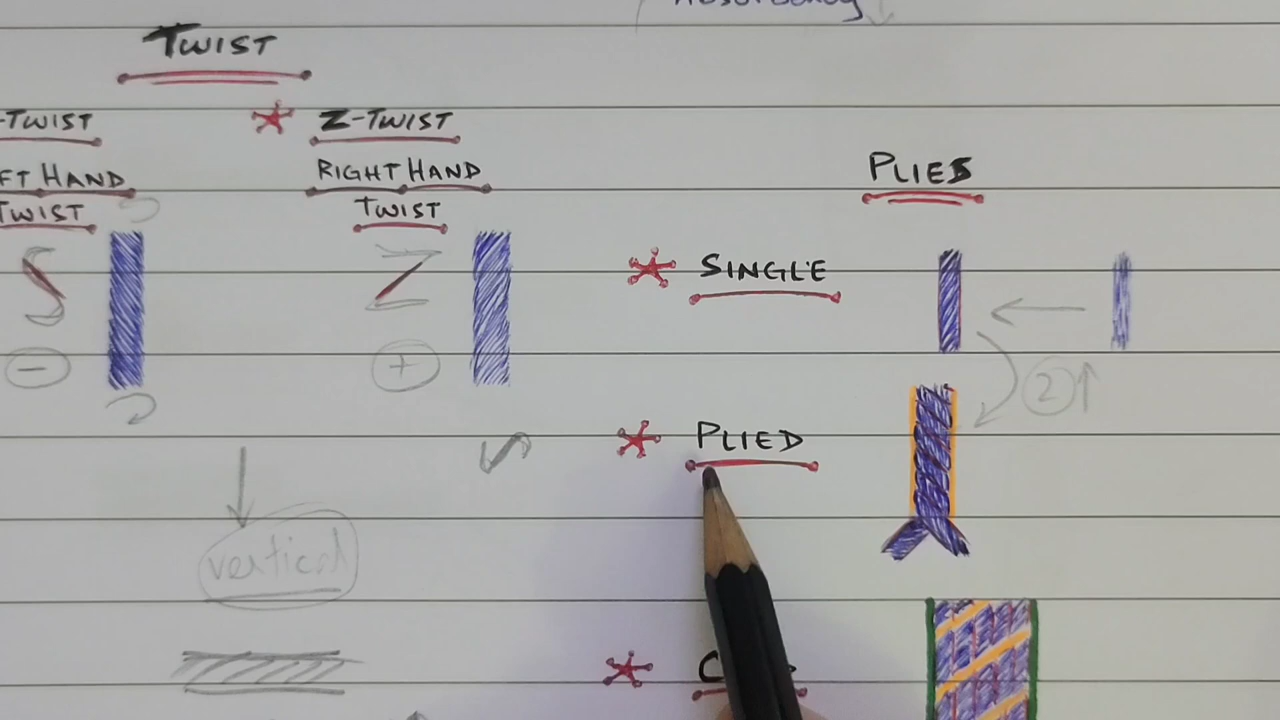 TWIST
-TWIST
Z-TWIST
FT HAND
TWIST
RIGHT HAND
TWIST
S
Z
−
+
vertical
PLIES
SINGLE
2↑
PLIED